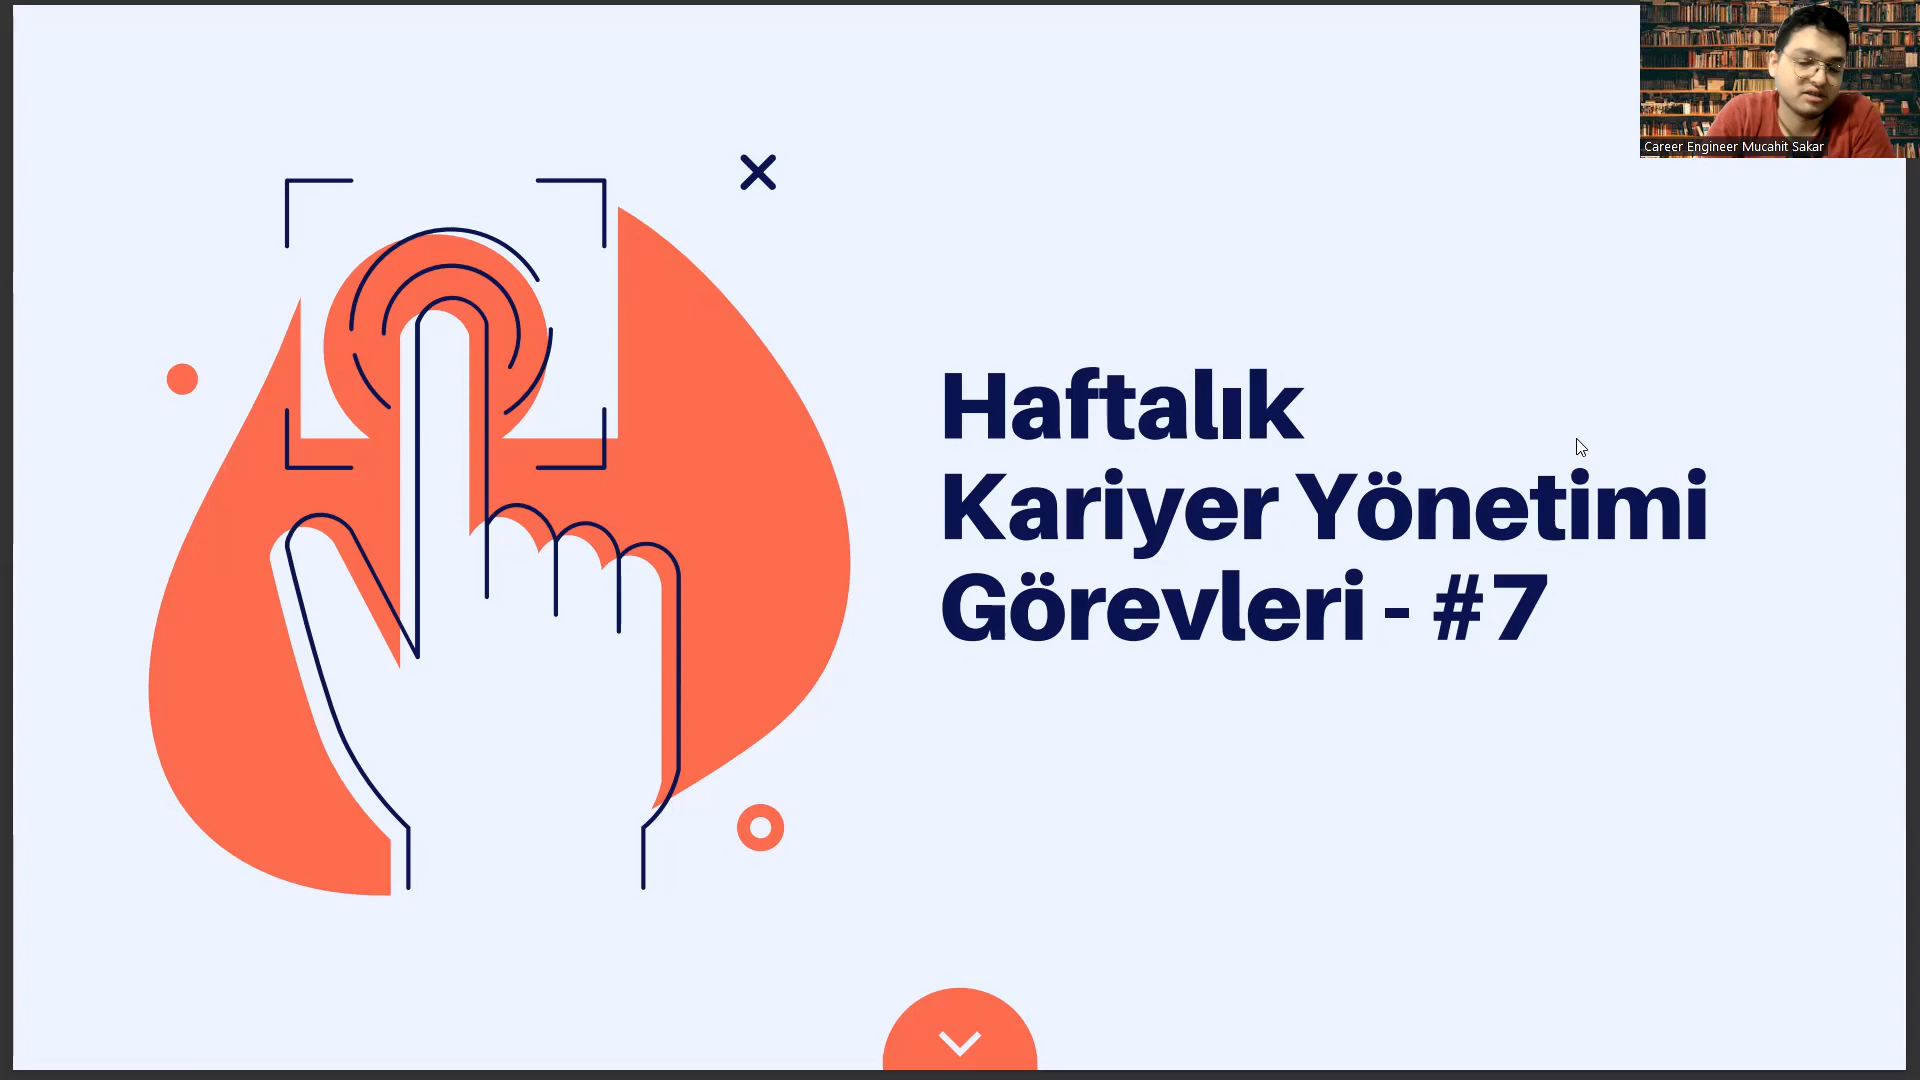 Career Engineer Mucahit Sakar
Haftalık
Kariyer Yönetimi
Görevleri - #7